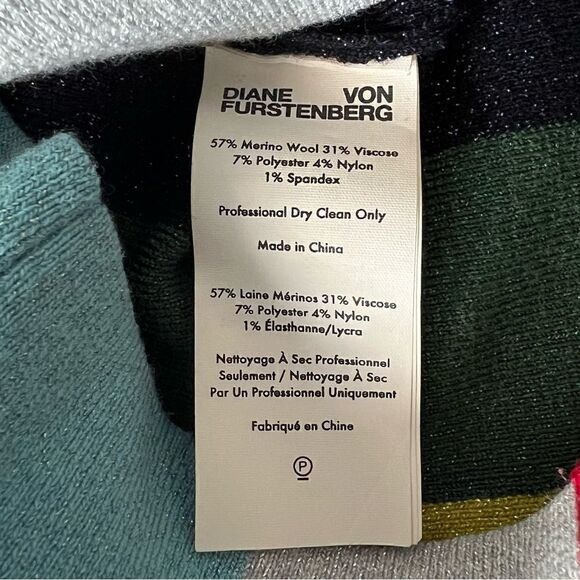 DIANE VON
FURSTENBERG
57% Merino Wool 31% Viscose
7% Polyester 4% Nylon
1% Spandex
Professional Dry Clean Only
Made in China
57% Laine Mérinos 31% Viscose
7% Polyester 4% Nylon
1% Élasthanne/Lycra
Nettoyage À Sec Professionnel
Seulement / Nettoyage À Sec
Par Un Professionel Uniquement
Fabriqué en Chine
P